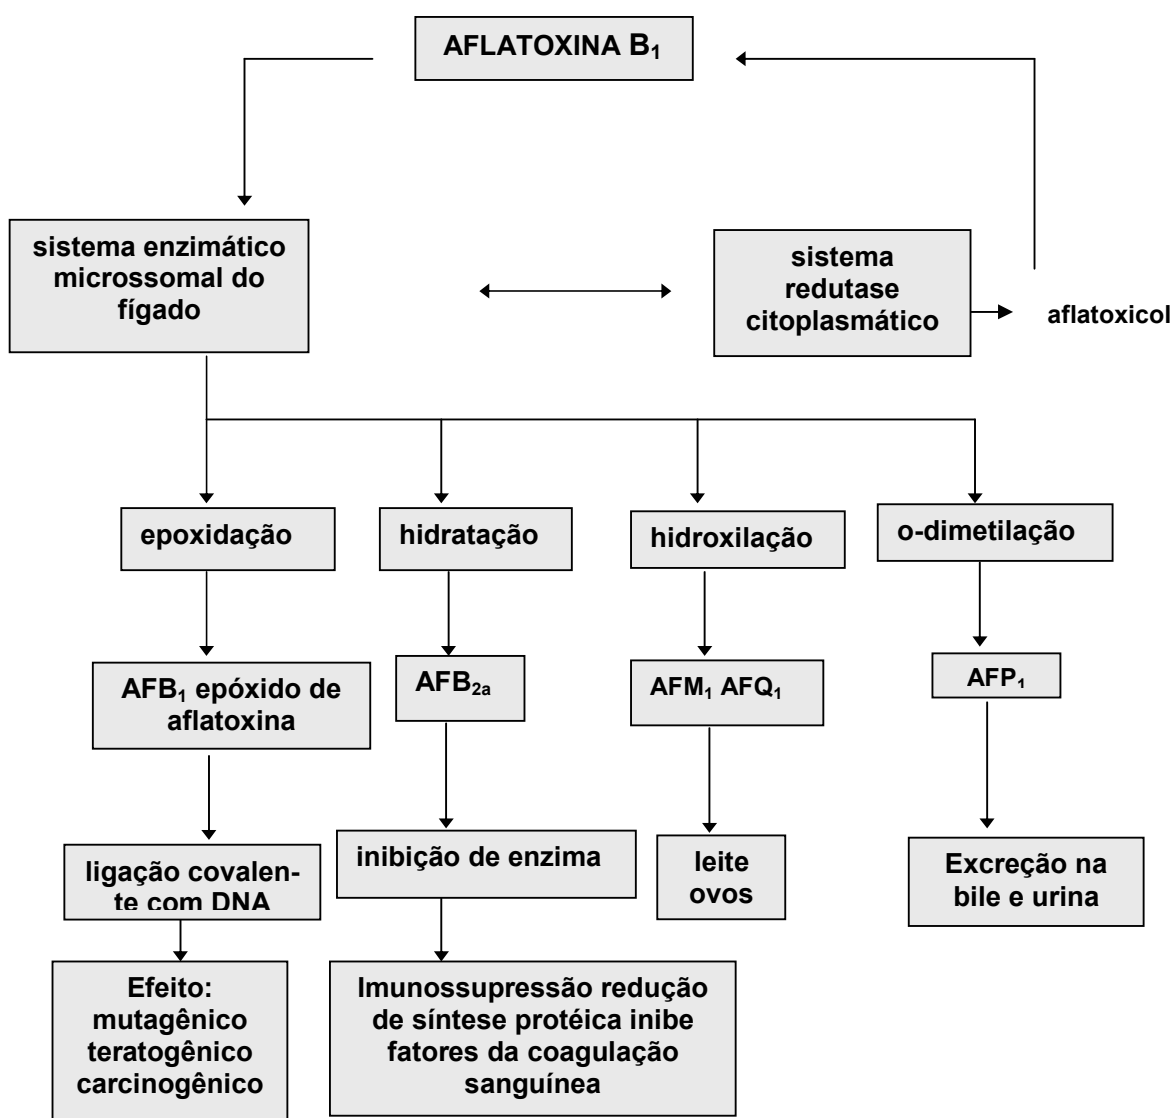 AFLATOXINA B₁
sistema enzimático
microssomal do
fígado
sistema
redutase
citoplasmático
aflatoxicol
epoxidação
hidratação
hidroxilação
o-dimetilação
AFB₁ epóxido de
aflatoxina
AFB₂ₐ
AFM₁ AFQ₁
AFP₁
ligação covalen-
te com DNA
inibição de enzima
leite
ovos
Excreção na
bile e urina
Efeito:
mutagênico
teratogênico
carcinogênico
Imunossupressão redução
de síntese protéica inibe
fatores da coagulação
sanguínea